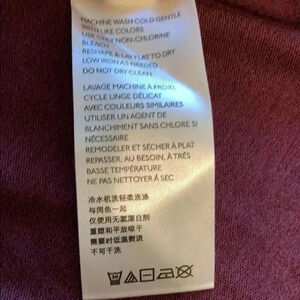 MACHINE WASH COLD GENTLE
WITH LIKE COLORS
USE ONLY NON-CHLORINE
BLEACH
RESHAPE & LAY FLAT TO DRY
LOW IRON AS NEEDED
DO NOT DRY CLEAN
LAVAGE MACHINE À FROID,
CYCLE LINGE DÉLICAT
AVEC COULEURS SIMILAIRES
UTILISER UN AGENT DE
BLANCHIMENT SANS CHLORE SI
NÉCESSAIRE
REMODELER ET SÉCHER À PLAT
REPASSER, AU BESOIN, À TRÈS
BASSE TEMPÉRATURE
NE PAS NETTOYER À SEC
冷水机洗轻柔洗涤
与同色一起
仅使用无氯漂白剂
重塑和平放晾干
需要时低温熨烫
不可干洗